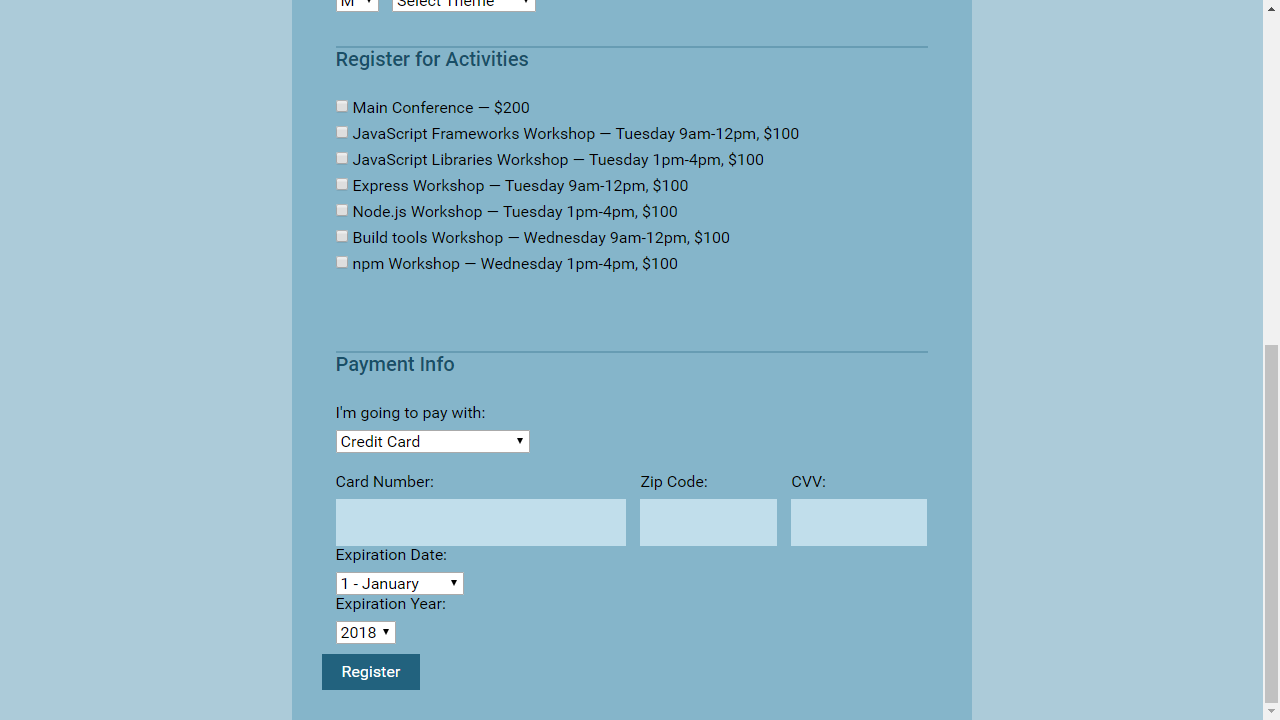 M Select Theme
Register for Activities
Main Conference — $200
JavaScript Frameworks Workshop — Tuesday 9am-12pm, $100
JavaScript Libraries Workshop — Tuesday 1pm-4pm, $100
Express Workshop — Tuesday 9am-12pm, $100
Node.js Workshop — Tuesday 1pm-4pm, $100
Build tools Workshop — Wednesday 9am-12pm, $100
npm Workshop — Wednesday 1pm-4pm, $100
Payment Info
I'm going to pay with:
Credit Card
Card Number: Zip Code: CVV:
Expiration Date:
1 - January
Expiration Year:
2018
Register